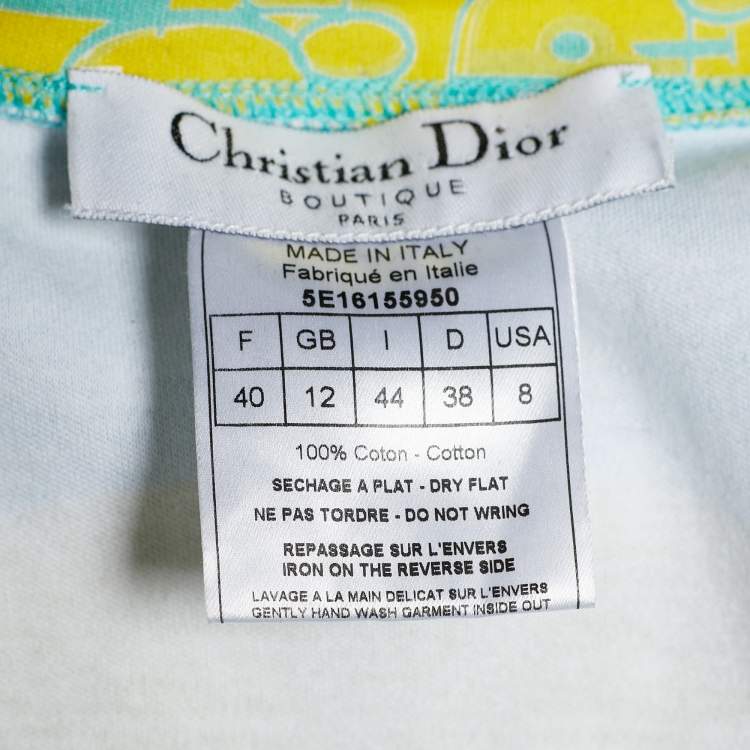 Christian Dior
BOUTIQUE
PARIS
MADE IN ITALY
Fabriqué en Italie
5E16155950
F GB I D USA
40 12 44 38 8
100% Coton - Cotton
SECHAGE A PLAT - DRY FLAT
NE PAS TORDRE - DO NOT WRING
REPASSAGE SUR L'ENVERS
IRON ON THE REVERSE SIDE
LAVAGE A LA MAIN DELICAT SUR L'ENVERS
GENTLY HAND WASH GARMENT INSIDE OUT